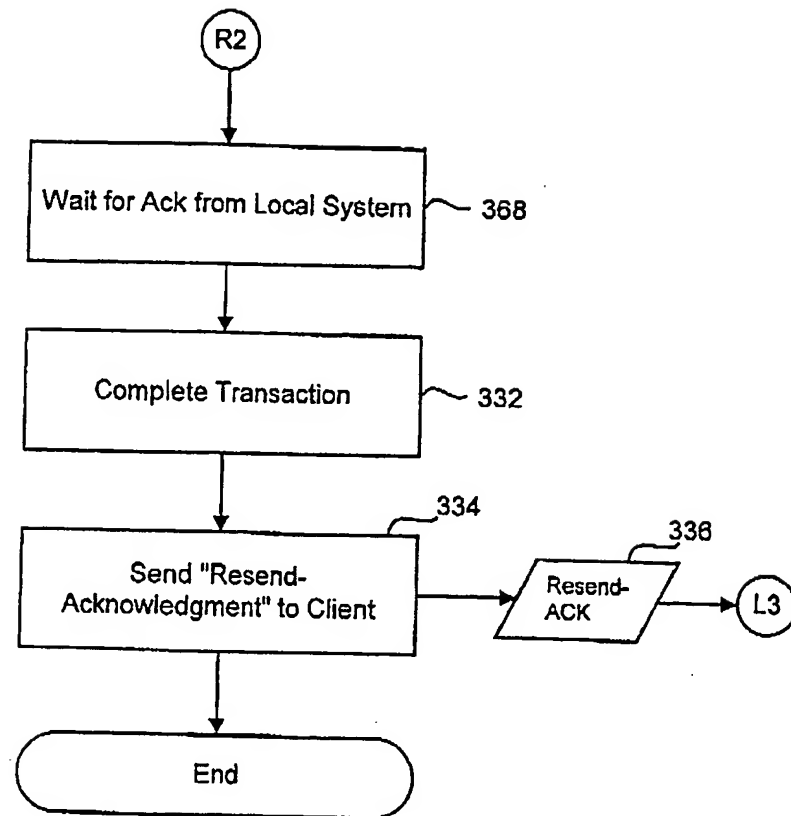 R2
Wait for Ack from Local System
368
Complete Transaction
332
334
Send "Resend-
Acknowledgment" to Client
336
Resend-
ACK
L3
End